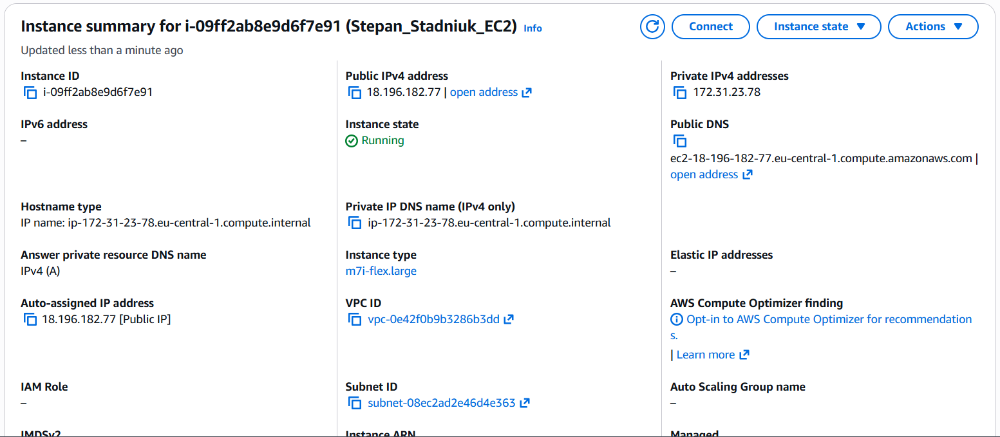 Instance summary for i-09ff2ab8e9d6f7e91 (Stepan_Stadniuk_EC2) Info
Connect
Instance state
Actions
Updated less than a minute ago
Instance ID
i-09ff2ab8e9d6f7e91
Public IPv4 address
18.196.182.77 | open address
Private IPv4 addresses
172.31.23.78
IPv6 address
–
Instance state
Running
Public DNS
ec2-18-196-182-77.eu-central-1.compute.amazonaws.com |
open address
Hostname type
IP name: ip-172-31-23-78.eu-central-1.compute.internal
Private IP DNS name (IPv4 only)
ip-172-31-23-78.eu-central-1.compute.internal
Answer private resource DNS name
IPv4 (A)
Instance type
m7i-flex.large
Elastic IP addresses
–
Auto-assigned IP address
18.196.182.77 [Public IP]
VPC ID
vpc-0e42f0b9b3286b3dd
AWS Compute Optimizer finding
Opt-in to AWS Compute Optimizer for recommendation
s.
| Learn more
IAM Role
–
Subnet ID
subnet-08ec2ad2e46d4e363
Auto Scaling Group name
–
IMDSv2
Instance ARN
Managed